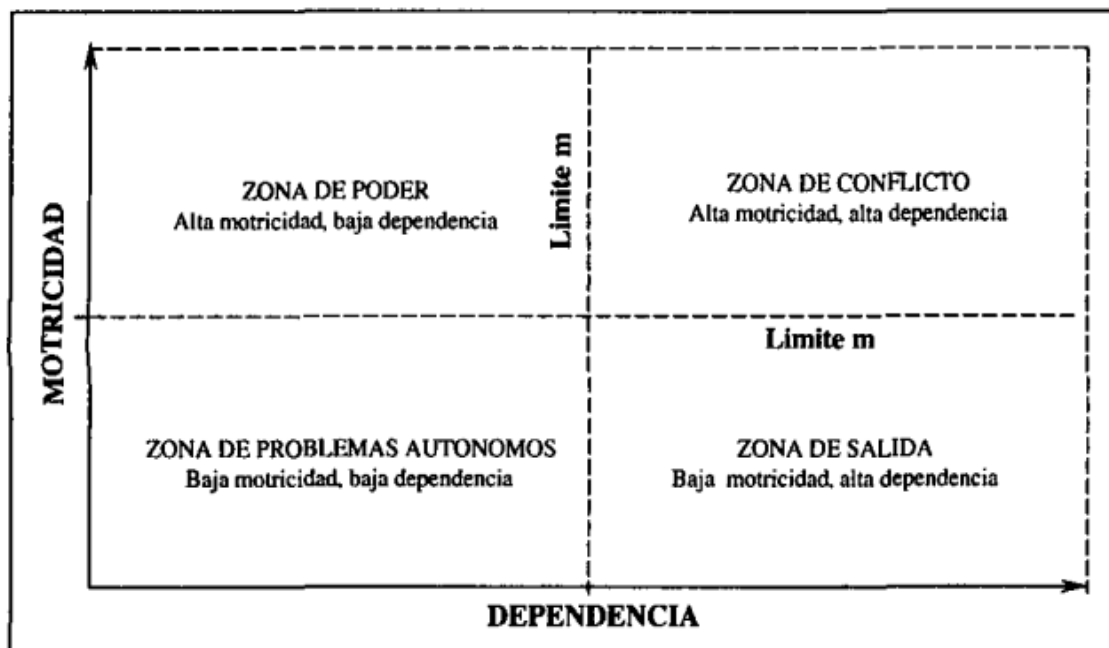 MOTRICIDAD
ZONA DE PODER
Alta motricidad, baja dependencia
Limite m
ZONA DE CONFLICTO
Alta motricidad, alta dependencia
Limite m
ZONA DE PROBLEMAS AUTONOMOS
Baja motricidad, baja dependencia
ZONA DE SALIDA
Baja motricidad, alta dependencia
DEPENDENCIA